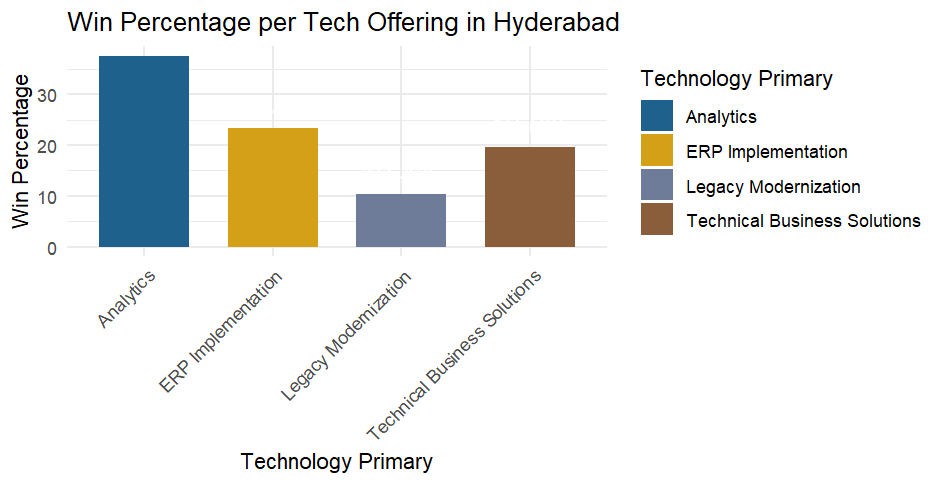 Win Percentage per Tech Offering in Hyderabad
Win Percentage
30
20
10
0
Analytics
ERP Implementation
Legacy Modernization
Technical Business Solutions
Technology Primary
Technology Primary
Analytics
ERP Implementation
Legacy Modernization
Technical Business Solutions